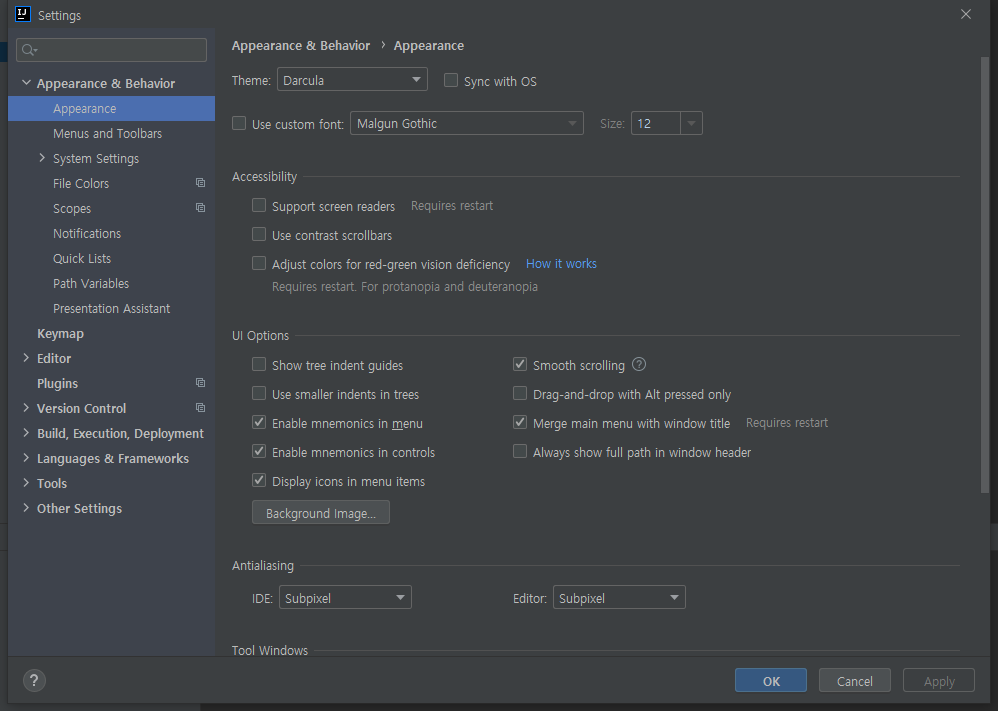 IJ
Settings
Appearance & Behavior
Appearance
Menus and Toolbars
System Settings
File Colors
Scopes
Notifications
Quick Lists
Path Variables
Presentation Assistant
Keymap
Editor
Plugins
Version Control
Build, Execution, Deployment
Languages & Frameworks
Tools
Other Settings
Appearance & Behavior › Appearance
Theme: Darcula Sync with OS
Use custom font: Malgun Gothic Size: 12
Accessibility
Support screen readers Requires restart
Use contrast scrollbars
Adjust colors for red-green vision deficiency How it works
Requires restart. For protanopia and deuteranopia
UI Options
Show tree indent guides Smooth scrolling ?
Use smaller indents in trees Drag-and-drop with Alt pressed only
Enable mnemonics in menu Merge main menu with window title Requires restart
Enable mnemonics in controls Always show full path in window header
Display icons in menu items
Background Image...
Antialiasing
IDE: Subpixel Editor: Subpixel
Tool Windows
? OK Cancel Apply